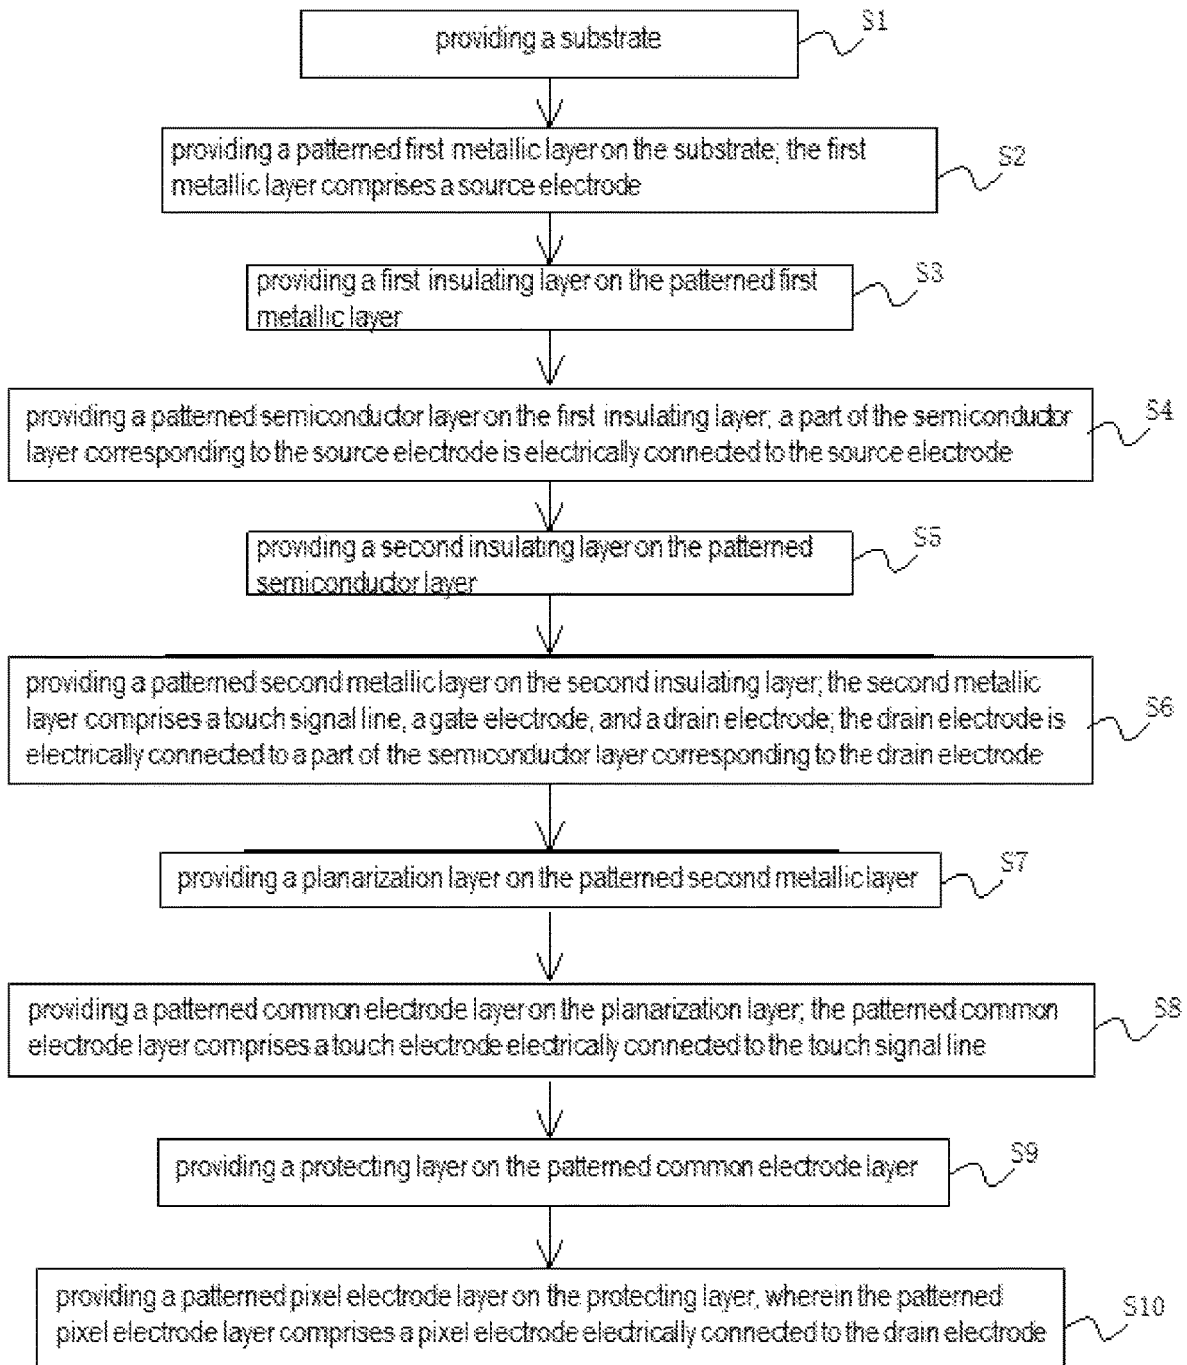 providing a substrate
S1
providing a patterned first metallic layer on the substrate; the first
metallic layer comprises a source electrode
S2
providing a first insulating layer on the patterned first
metallic layer
S3
providing a patterned semiconductor layer on the first insulating layer; a part of the semiconductor
layer corresponding to the source electrode is electrically connected to the source electrode
S4
providing a second insulating layer on the patterned
semiconductor layer
S5
providing a patterned second metallic layer on the second insulating layer; the second metallic
layer comprises a touch signal line, a gate electrode, and a drain electrode; the drain electrode is
electrically connected to a part of the semiconductor layer corresponding to the drain electrode
S6
providing a planarization layer on the patterned second metallic layer
S7
providing a patterned common electrode layer on the planarization layer; the patterned common
electrode layer comprises a touch electrode electrically connected to the touch signal line
S8
providing a protecting layer on the patterned common electrode layer
S9
providing a patterned pixel electrode layer on the protecting layer, wherein the patterned
pixel electrode layer comprises a pixel electrode electrically connected to the drain electrode
S10